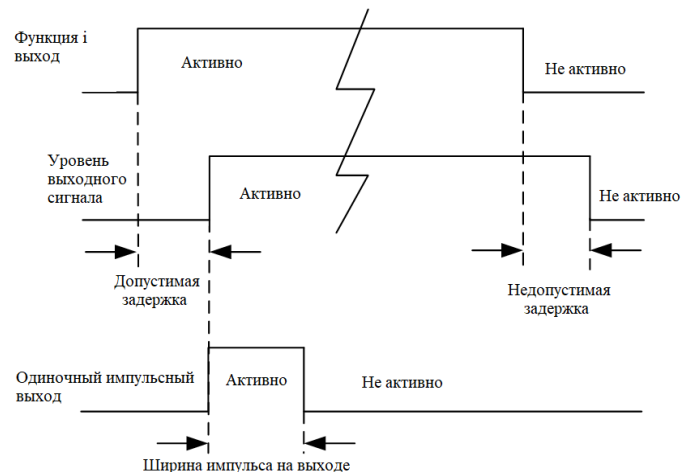 Функция i
выход
Активно
Не активно
Уровень
выходного
сигнала
Активно
Не активно
Допустимая
задержка
Недопустимая
задержка
Одиночный импульсный
выход
Активно
Не активно
Ширина импульса на выходе